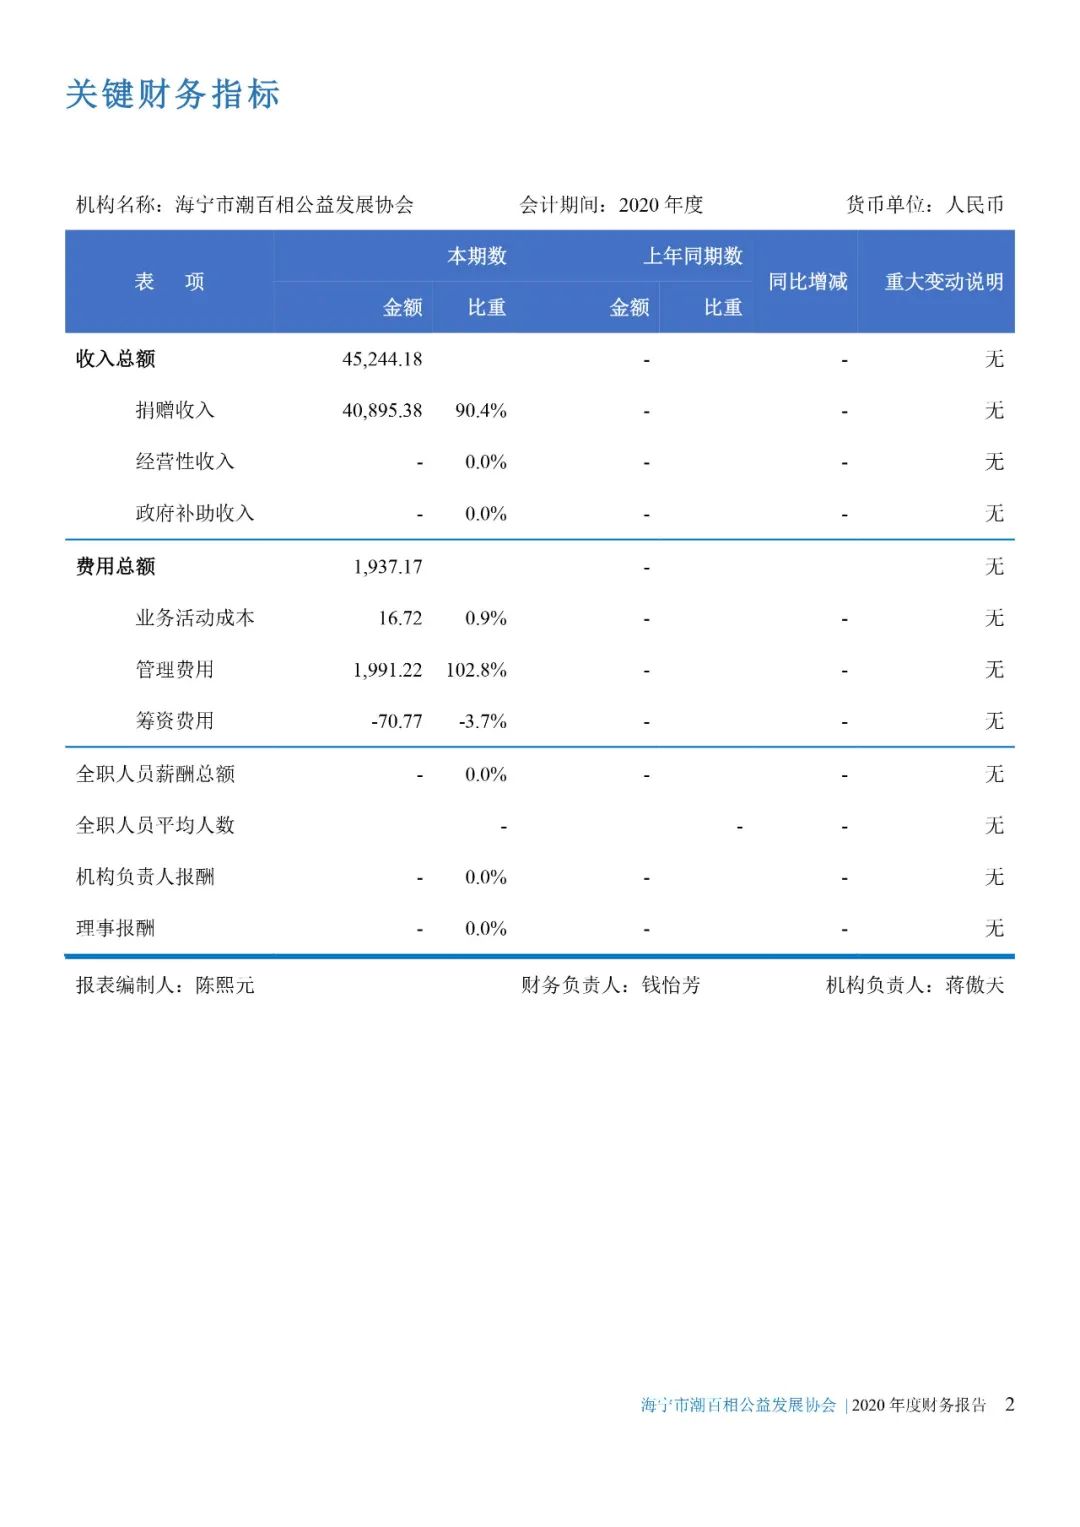 关键财务指标
机构名称：海宁市潮百相公益发展协会 会计期间：2020 年度 货币单位：人民币
表 项 本期数 上年同期数 同比增减 重大变动说明
金额 比重 金额 比重
收入总额 45,244.18 - - 无
捐赠收入 40,895.38 90.4% - - 无
经营性收入 - 0.0% - - 无
政府补助收入 - 0.0% - - 无
费用总额 1,937.17 - 无
业务活动成本 16.72 0.9% - - 无
管理费用 1,991.22 102.8% - - 无
筹资费用 -70.77 -3.7% - - 无
全职人员薪酬总额 - 0.0% - - 无
全职人员平均人数 - - - 无
机构负责人报酬 - 0.0% - - 无
理事报酬 - 0.0% - - 无
报表编制人：陈熙元 财务负责人：钱怡芳 机构负责人：蒋傲天
海宁市潮百相公益发展协会 | 2020 年度财务报告 2